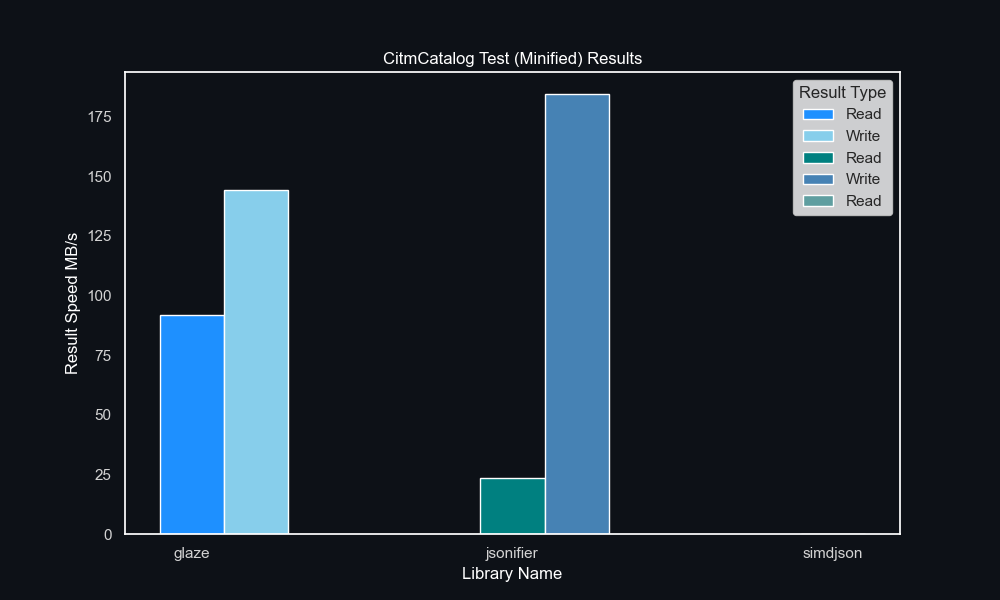 CitmCatalog Test (Minified) Results
Result Type
Read
Write
Read
Write
Read
175
150
125
100
75
50
25
0
Result Speed MB/s
glaze
jsonifier
simdjson
Library Name